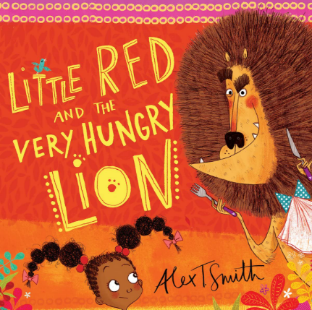 LITTLE RED
AND THE
VERY HUNGRY
LION
Alex T Smith